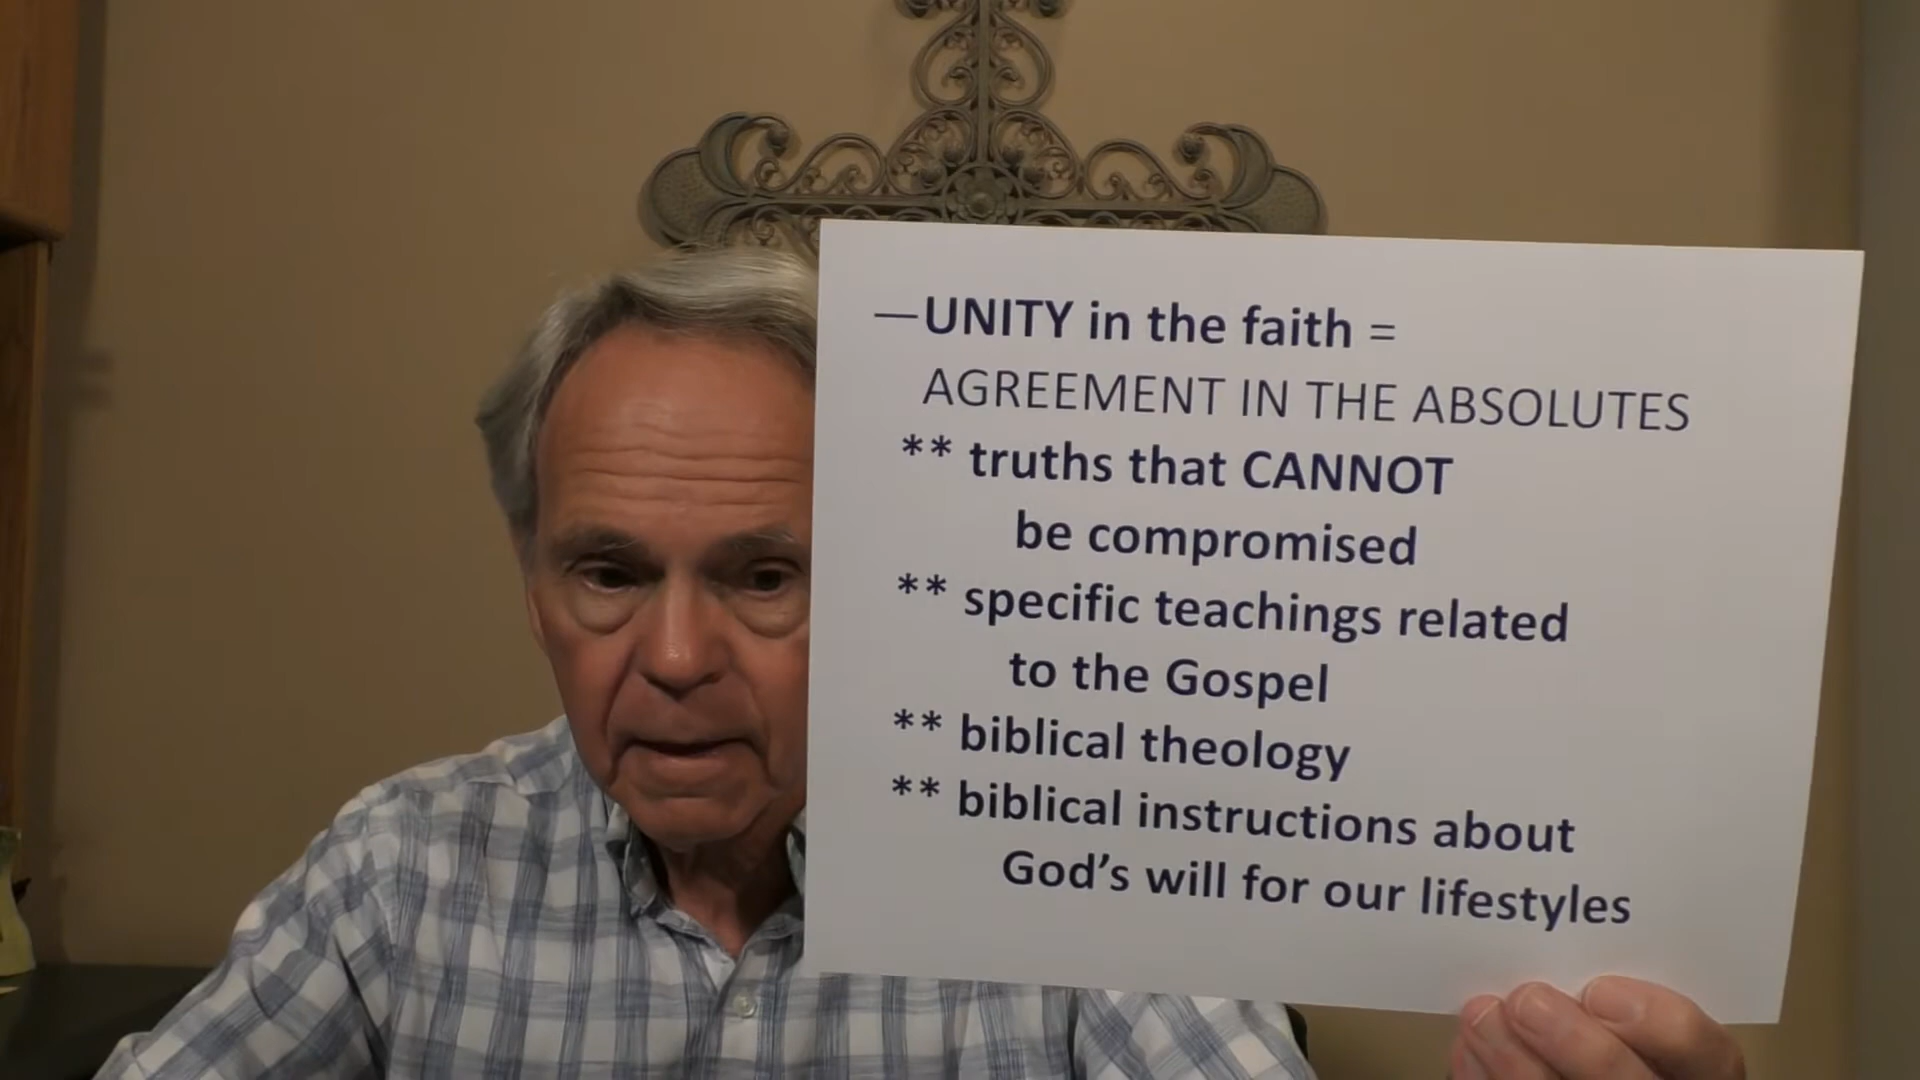 —UNITY in the faith =
AGREEMENT IN THE ABSOLUTES
** truths that CANNOT
be compromised
** specific teachings related
to the Gospel
** biblical theology
** biblical instructions about
God’s will for our lifestyles